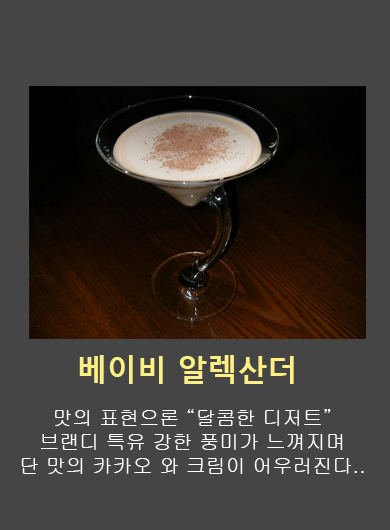 베이비 알렉산더
맛의 표현으론 “달콤한 디저트”
브랜디 특유 강한 풍미가 느껴지며
단 맛의 카카오 와 크림이 어우러진다..